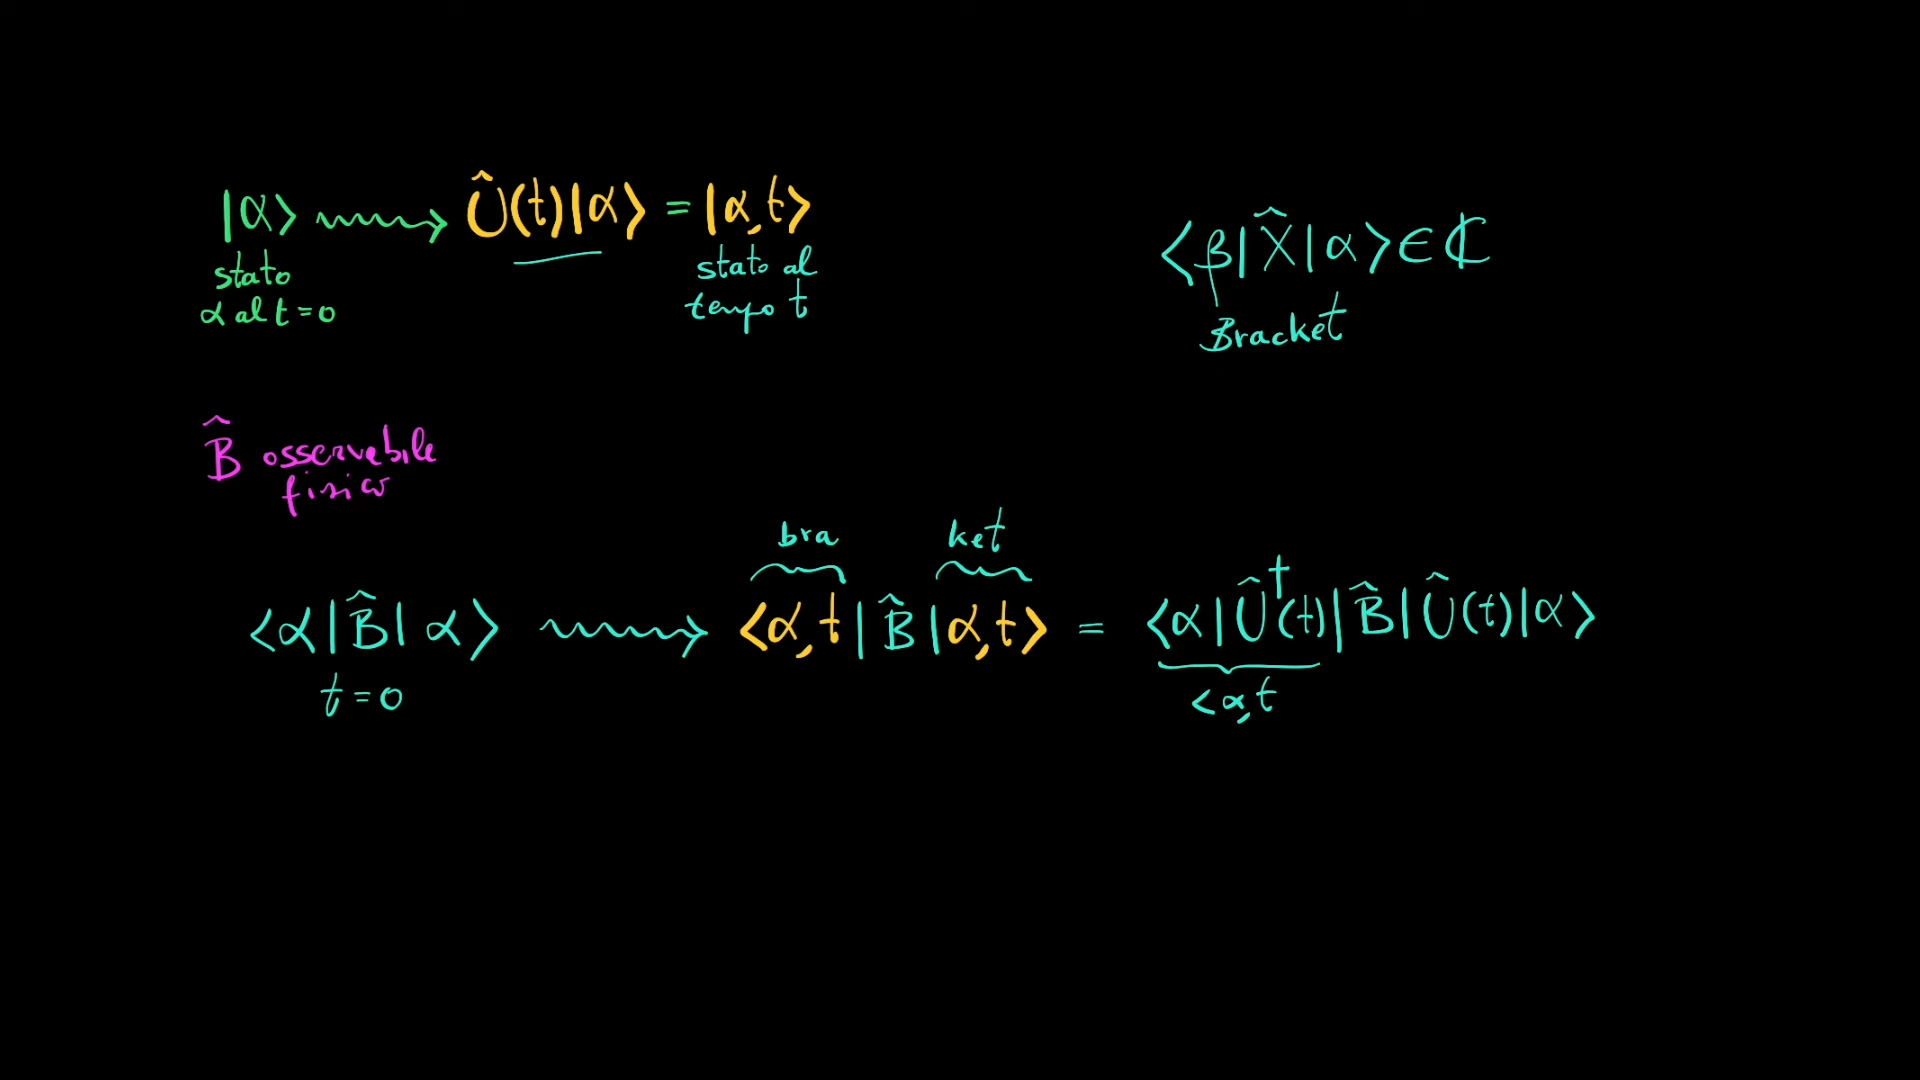 |α⟩ ⟿ Û(t)|α⟩ = |α,t⟩
stato
α al t = 0
stato al
tempo t
⟨β|X̂|α⟩ ∈ ℂ
Bracket
B̂ osservabile
fisico
bra ket
⟨α|B̂|α⟩ ⟿ ⟨α,t|B̂|α,t⟩ = ⟨α|Û†(t)|B̂|Û(t)|α⟩
t = 0
<α,t